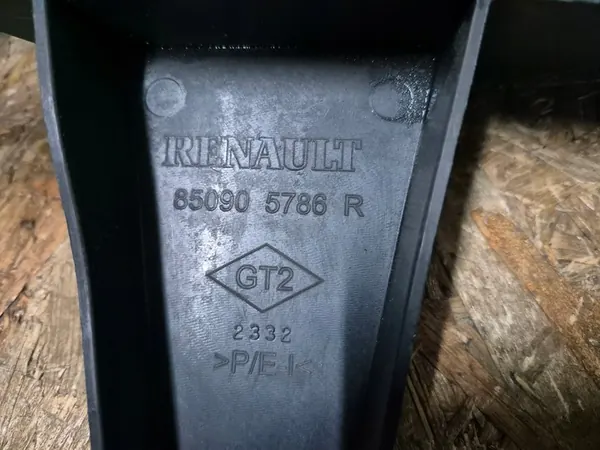 RENAULT
85090 5786 R
GT2
2332
>P/E-I<